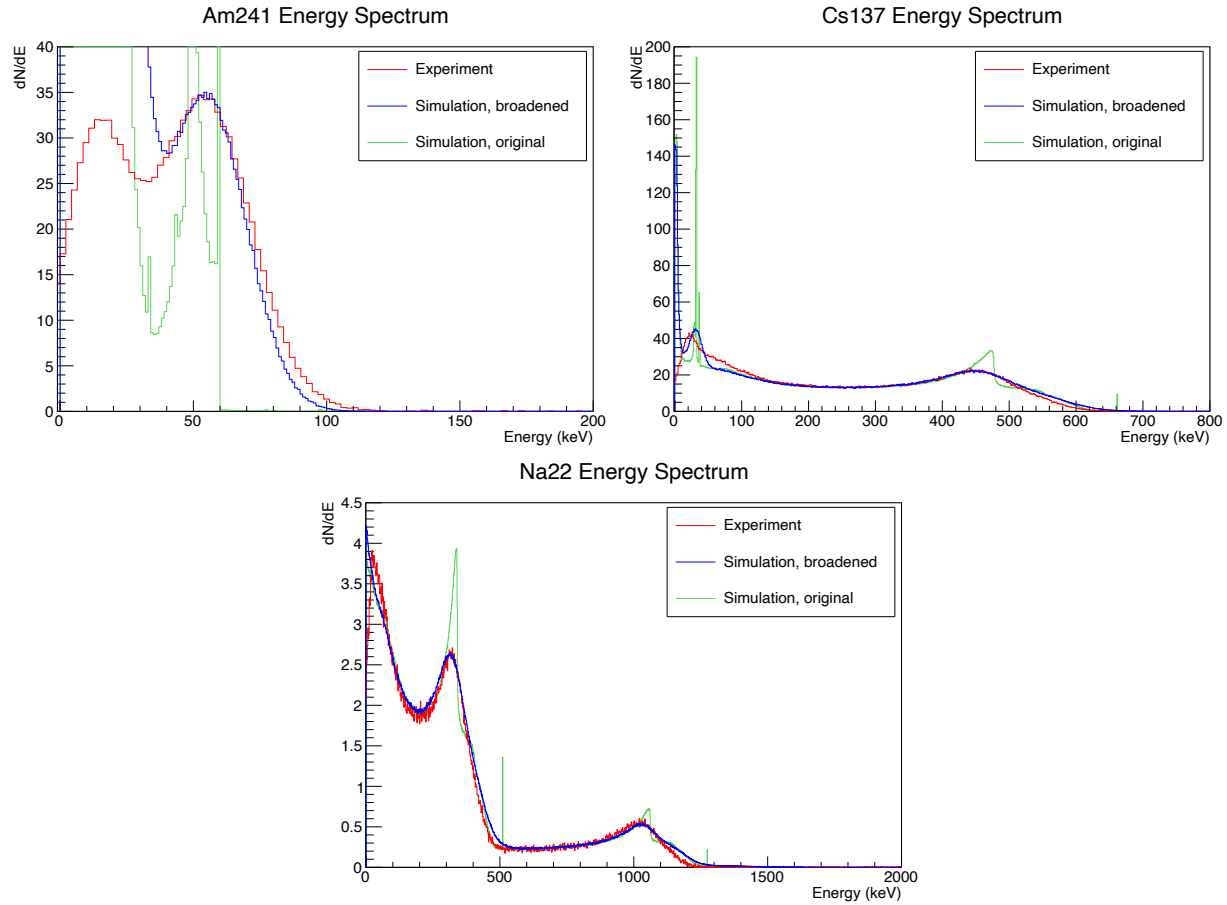 Am241 Energy Spectrum
dN/dE
40
35
30
25
20
15
10
5
0
0
50
100
150
200
Energy (keV)
Experiment
Simulation, broadened
Simulation, original
Cs137 Energy Spectrum
dN/dE
200
180
160
140
120
100
80
60
40
20
0
0
100
200
300
400
500
600
700
800
Energy (keV)
Experiment
Simulation, broadened
Simulation, original
Na22 Energy Spectrum
dN/dE
4.5
4
3.5
3
2.5
2
1.5
1
0.5
0
0
500
1000
1500
2000
Energy (keV)
Experiment
Simulation, broadened
Simulation, original